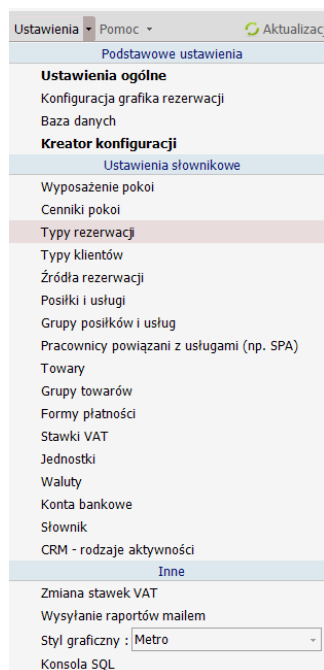 Ustawienia Pomoc Aktualizacj
Podstawowe ustawienia
Ustawienia ogólne
Konfiguracja grafika rezerwacji
Baza danych
Kreator konfiguracji
Ustawienia słownikowe
Wyposażenie pokoi
Cenniki pokoi
Typy rezerwacji
Typy klientów
Źródła rezerwacji
Posiłki i usługi
Grupy posiłków i usług
Pracownicy powiązani z usługami (np. SPA)
Towary
Grupy towarów
Formy płatności
Stawki VAT
Jednostki
Waluty
Konta bankowe
Słownik
CRM - rodzaje aktywności
Inne
Zmiana stawek VAT
Wysyłanie raportów mailem
Styl graficzny : Metro
Konsola SQL